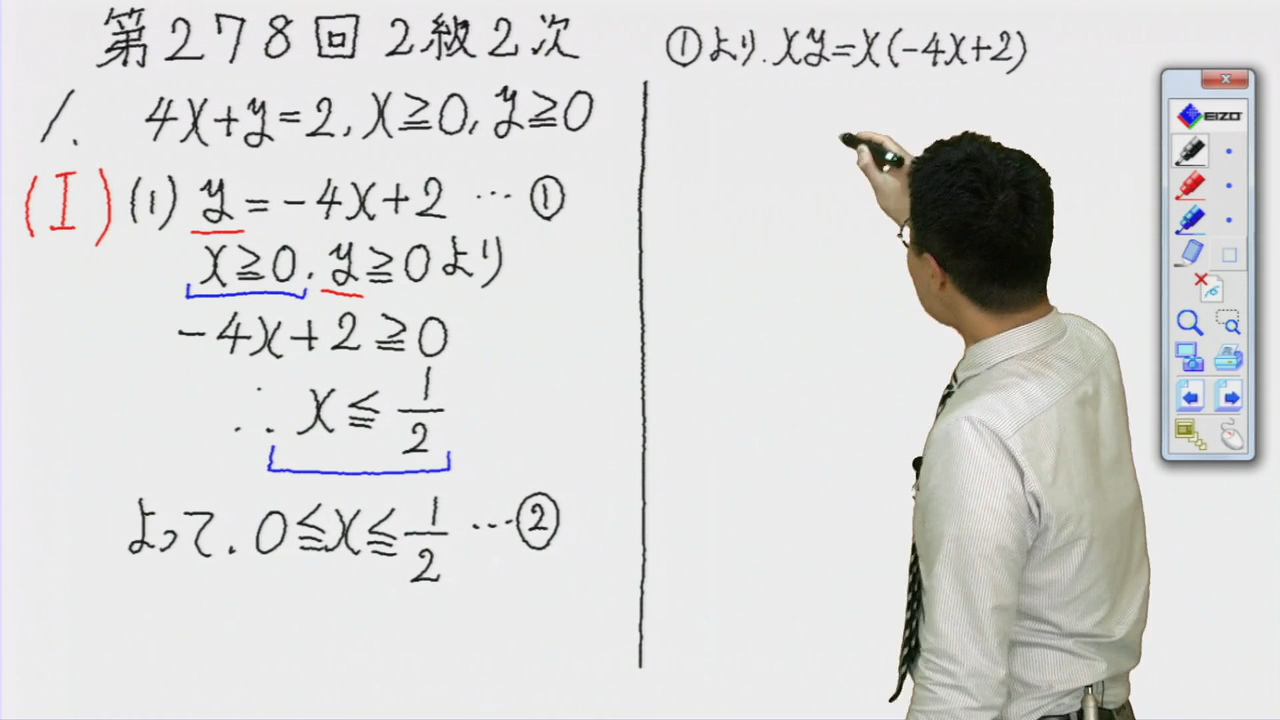 第278回 2級2次
1. 4x+y=2, x≧0, y≧0
(I) (1) y=-4x+2 … ①
x≧0, y≧0より
-4x+2≧0
∴ x≦1/2
よって, 0≦x≦1/2 … ②
①より, xy=x(-4x+2)
EIZO